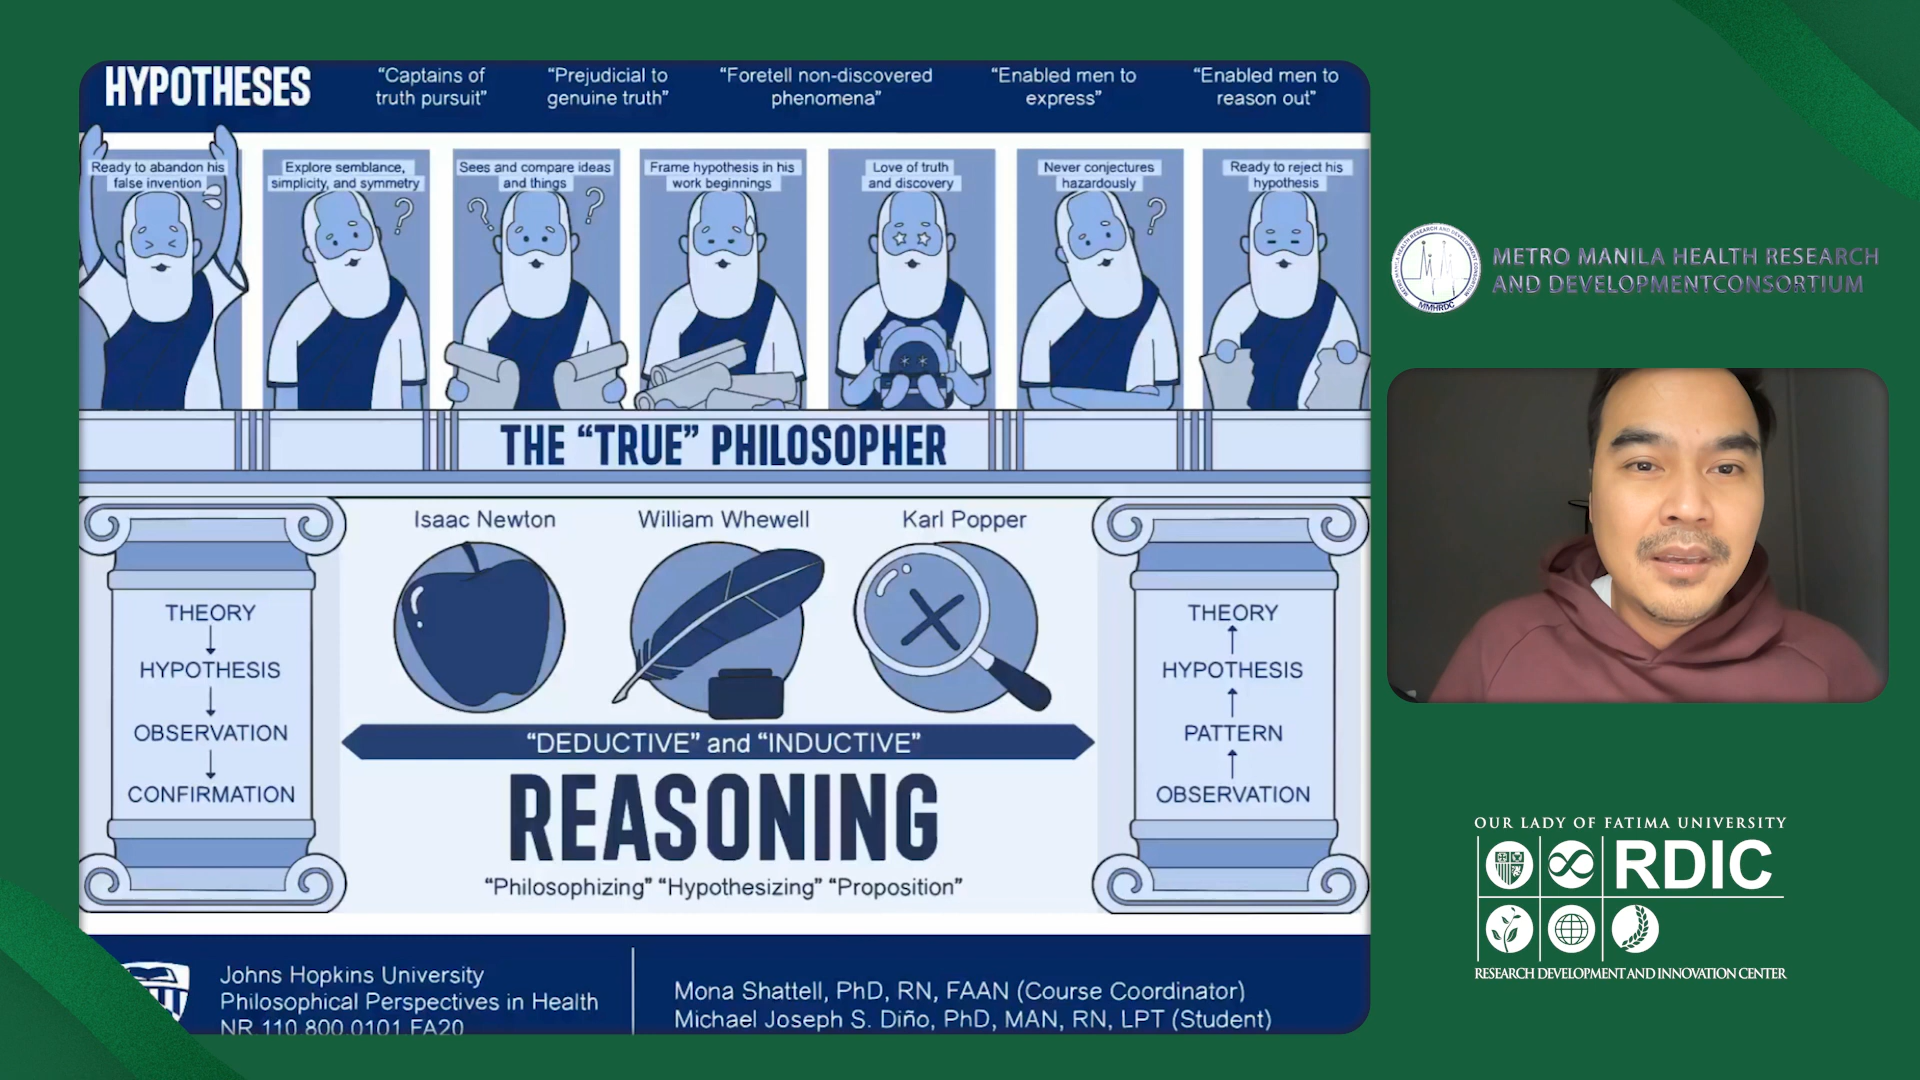 HYPOTHESES
"Captains of
truth pursuit"
"Prejudicial to
genuine truth"
"Foretell non-discovered
phenomena"
"Enabled men to
express"
"Enabled men to
reason out"
Ready to abandon his
false invention
Explore semblance,
simplicity, and symmetry
Sees and compare ideas
and things
Frame hypothesis in his
work beginnings
Love of truth
and discovery
Never conjectures
hazardously
Ready to reject his
hypothesis
THE "TRUE" PHILOSOPHER
Isaac Newton
William Whewell
Karl Popper
THEORY
HYPOTHESIS
OBSERVATION
CONFIRMATION
"DEDUCTIVE" and "INDUCTIVE"
REASONING
"Philosophizing" "Hypothesizing" "Proposition"
THEORY
HYPOTHESIS
PATTERN
OBSERVATION
Johns Hopkins University
Philosophical Perspectives in Health
NR.110.800.0101.FA20
Mona Shattell, PhD, RN, FAAN (Course Coordinator)
Michael Joseph S. Diño, PhD, MAN, RN, LPT (Student)
METRO MANILA HEALTH RESEARCH
AND DEVELOPMENTCONSORTIUM
MMHRDC
OUR LADY OF FATIMA UNIVERSITY
RDIC
RESEARCH DEVELOPMENT AND INNOVATION CENTER